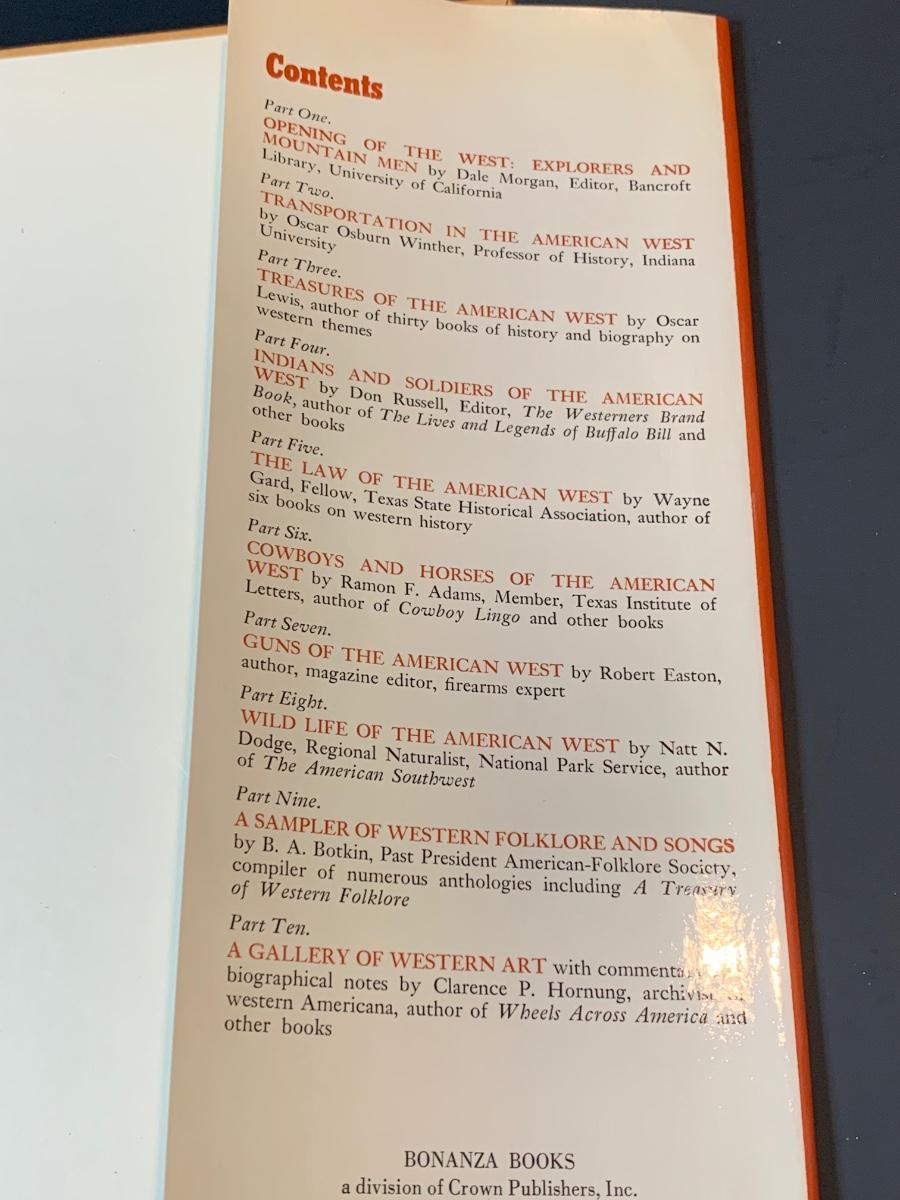 Contents
Part One.
OPENING OF THE WEST: EXPLORERS AND
MOUNTAIN MEN by Dale Morgan, Editor, Bancroft
Library, University of California
Part Two.
TRANSPORTATION IN THE AMERICAN WEST
by Oscar Osburn Winther, Professor of History, Indiana
University
Part Three.
TREASURES OF THE AMERICAN WEST by Oscar
Lewis, author of thirty books of history and biography on
western themes
Part Four.
INDIANS AND SOLDIERS OF THE AMERICAN
WEST by Don Russell, Editor, The Westerners Brand
Book, author of The Lives and Legends of Buffalo Bill and
other books
Part Five.
THE LAW OF THE AMERICAN WEST by Wayne
Gard, Fellow, Texas State Historical Association, author of
six books on western history
Part Six.
COWBOYS AND HORSES OF THE AMERICAN
WEST by Ramon F. Adams, Member, Texas Institute of
Letters, author of Cowboy Lingo and other books
Part Seven.
GUNS OF THE AMERICAN WEST by Robert Easton,
author, magazine editor, firearms expert
Part Eight.
WILD LIFE OF THE AMERICAN WEST by Natt N.
Dodge, Regional Naturalist, National Park Service, author
of The American Southwest
Part Nine.
A SAMPLER OF WESTERN FOLKLORE AND SONGS
by B. A. Botkin, Past President American-Folklore Society,
compiler of numerous anthologies including A Treasury
of Western Folklore
Part Ten.
A GALLERY OF WESTERN ART with
biographical notes by Clarence P. Hornung, archivist
western Americana, author of Wheels Across America and
other books
BONANZA BOOKS
a division of Crown Publishers, Inc.